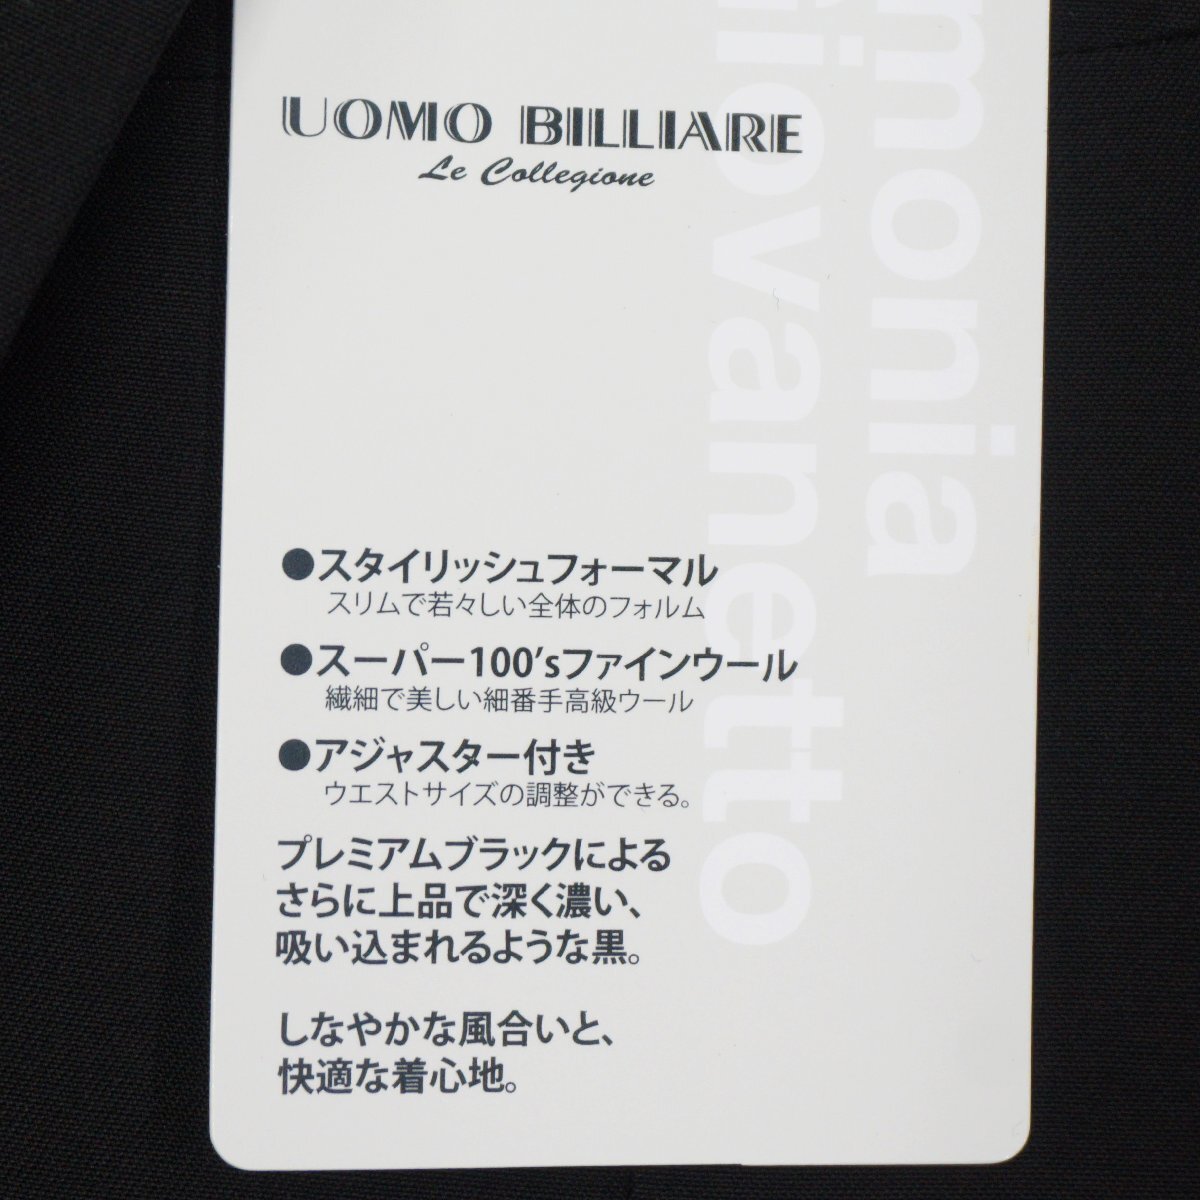 UOMO BILLIARE
Le Collegione
●スタイリッシュフォーマル
スリムで若々しい全体のフォルム
●スーパー100'sファインウール
繊細で美しい細番手高級ウール
●アジャスター付き
ウエストサイズの調整ができる。
プレミアムブラックによる
さらに上品で深く濃い、
吸い込まれるような黒。
しなやかな風合いと、
快適な着心地。